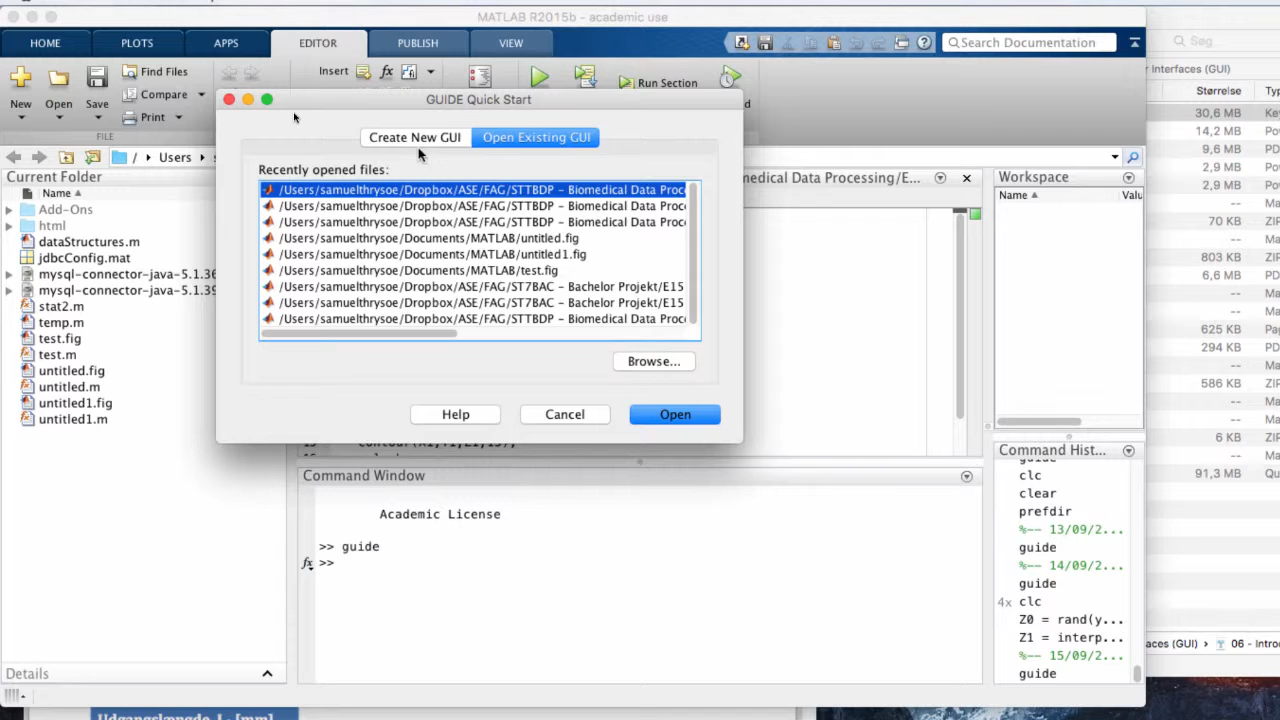 MATLAB R2015b - academic use
HOME
PLOTS
APPS
EDITOR
PUBLISH
VIEW
Search Documentation
Søg
Insert
fx
Find Files
Compare
Print
New
Open
Save
FILE
Run Section
Interfaces (GUI)
Størrelse
30,6 MB
14,2 MB
9,6 MB
2,9 MB
2,9 MB
--
70 KB
--
803 KB
6,6 MB
--
--
625 KB
294 KB
--
586 KB
--
--
6 KB
--
91,3 MB
GUIDE Quick Start
Create New GUI
Open Existing GUI
Recently opened files:
/Users/samuelthrysoe/Dropbox/ASE/FAG/STTBDP - Biomedical Data Proc
/Users/samuelthrysoe/Dropbox/ASE/FAG/STTBDP - Biomedical Data Proc
/Users/samuelthrysoe/Dropbox/ASE/FAG/STTBDP - Biomedical Data Proc
/Users/samuelthrysoe/Documents/MATLAB/untitled.fig
/Users/samuelthrysoe/Documents/MATLAB/untitled1.fig
/Users/samuelthrysoe/Documents/MATLAB/test.fig
/Users/samuelthrysoe/Dropbox/ASE/FAG/ST7BAC - Bachelor Projekt/E15
/Users/samuelthrysoe/Dropbox/ASE/FAG/ST7BAC - Bachelor Projekt/E15
/Users/samuelthrysoe/Dropbox/ASE/FAG/STTBDP - Biomedical Data Proc
Browse...
Help
Cancel
Open
/ ▸ Users ▸
Current Folder
Name ▲
Add-Ons
html
dataStructures.m
jdbcConfig.mat
mysql-connector-java-5.1.36
mysql-connector-java-5.1.39
stat2.m
temp.m
test.fig
test.m
untitled.fig
untitled.m
untitled1.fig
untitled1.m
Details
medical Data Processing/E...
Workspace
Name ▲
Valu
Command Window
Academic License
>> guide
fx >>
Command Hist...
clc
clear
prefdir
%-- 13/09/2...
guide
%-- 14/09/2...
guide
4x clc
Z0 = rand(y...
Z1 = interp...
%-- 15/09/2...
guide
aces (GUI) › 06 - Introd